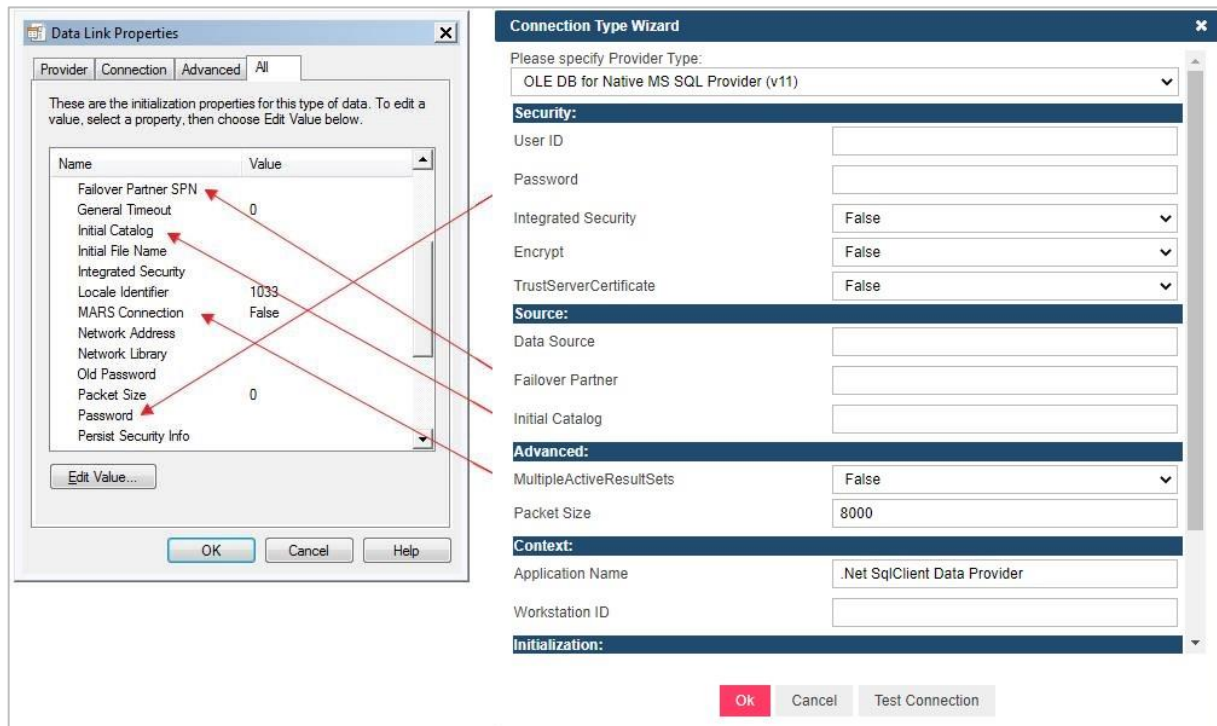 Data Link Properties
Provider Connection Advanced All
These are the initialization properties for this type of data. To edit a
value, select a property, then choose Edit Value below.
Name Value
Failover Partner SPN
General Timeout 0
Initial Catalog
Initial File Name
Integrated Security
Locale Identifier 1033
MARS Connection False
Network Address
Network Library
Old Password
Packet Size 0
Password
Persist Security Info
Edit Value...
OK Cancel Help
Connection Type Wizard
Please specify Provider Type:
OLE DB for Native MS SQL Provider (v11)
Security:
User ID
Password
Integrated Security False
Encrypt False
TrustServerCertificate False
Source:
Data Source
Failover Partner
Initial Catalog
Advanced:
MultipleActiveResultSets False
Packet Size 8000
Context:
Application Name .Net SqlClient Data Provider
Workstation ID
Initialization:
Ok Cancel Test Connection